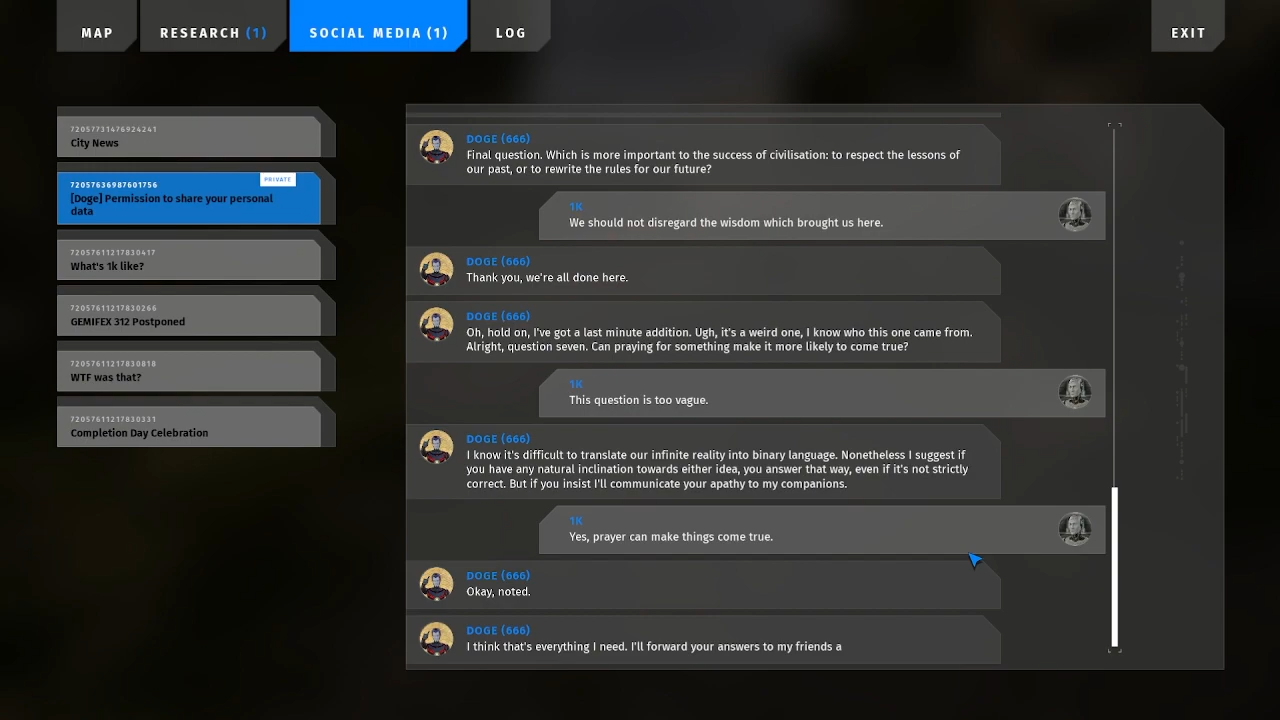 MAP
RESEARCH (1)
SOCIAL MEDIA (1)
LOG
EXIT
72057731476924241
City News
72057636987601756
PRIVATE
[Doge] Permission to share your personal
data
72057611217830417
What's 1k like?
72057611217830266
GEMIFEX 312 Postponed
72057611217830818
WTF was that?
72057611217830331
Completion Day Celebration
DOGE (666)
Final question. Which is more important to the success of civilisation: to respect the lessons of
our past, or to rewrite the rules for our future?
1K
We should not disregard the wisdom which brought us here.
DOGE (666)
Thank you, we're all done here.
DOGE (666)
Oh, hold on, I've got a last minute addition. Ugh, it's a weird one, I know who this one came from.
Alright, question seven. Can praying for something make it more likely to come true?
1K
This question is too vague.
DOGE (666)
I know it's difficult to translate our infinite reality into binary language. Nonetheless I suggest if
you have any natural inclination towards either idea, you answer that way, even if it's not strictly
correct. But if you insist I'll communicate your apathy to my companions.
1K
Yes, prayer can make things come true.
DOGE (666)
Okay, noted.
DOGE (666)
I think that's everything I need. I'll forward your answers to my friends a